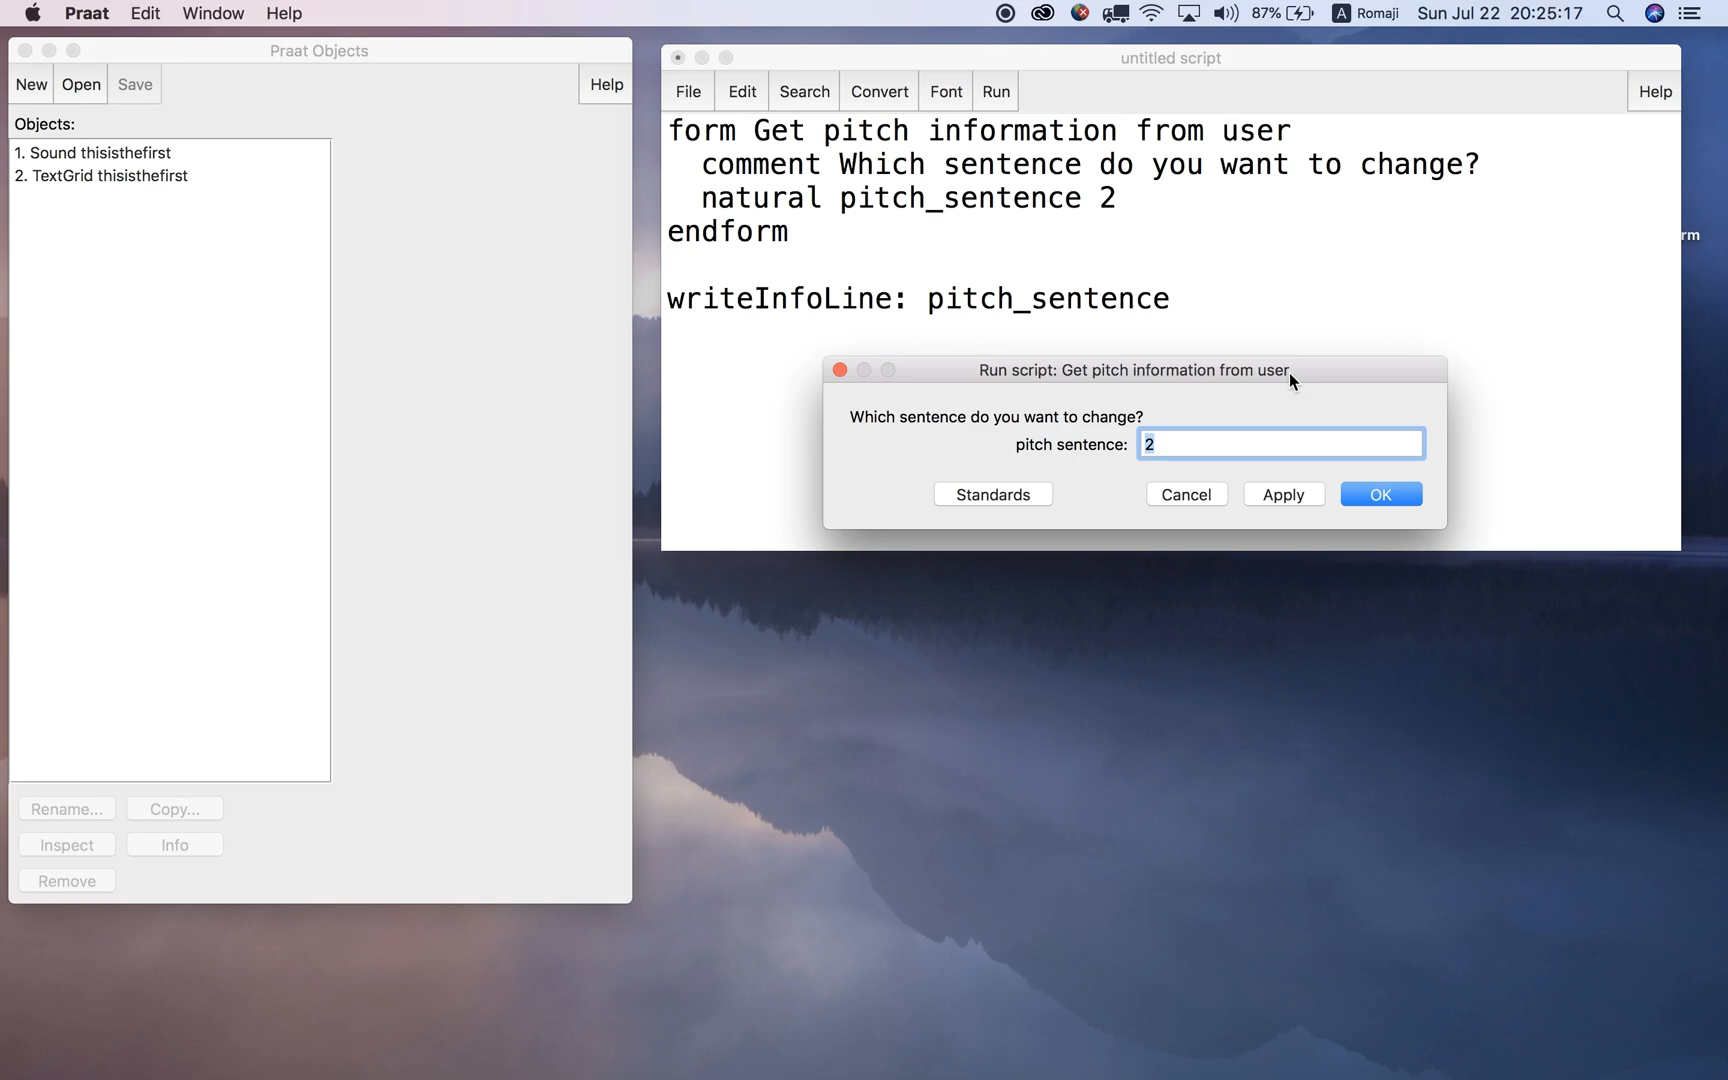 Praat Edit Window Help 87% A Romaji Sun Jul 22 20:25:17
Praat Objects
New Open Save Help
Objects:
1. Sound thisisthefirst
2. TextGrid thisisthefirst
Rename... Copy...
Inspect Info
Remove
untitled script
File Edit Search Convert Font Run Help
form Get pitch information from user
comment Which sentence do you want to change?
natural pitch_sentence 2
endform
writeInfoLine: pitch_sentence
Run script: Get pitch information from user
Which sentence do you want to change?
pitch sentence: 2
Standards Cancel Apply OK
rm